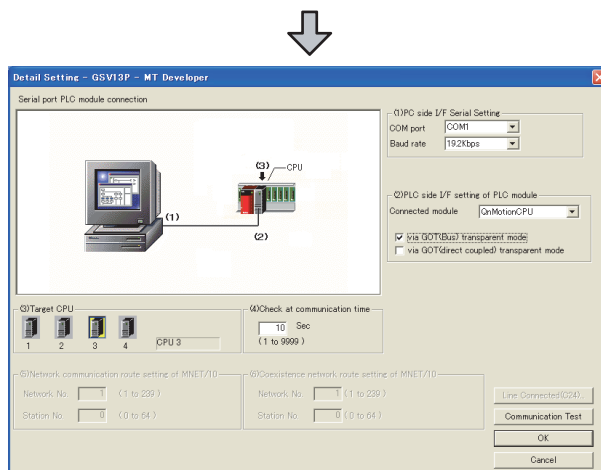 Detail Setting - GSV13P - MT Developer
Serial port PLC module connection
(1)PC side I/F Serial Setting
COM port COM1
Baud rate 19.2Kbps
(3)
CPU
(1)
(2)
(2)PLC side I/F setting of PLC module
Connected module QnMotionCPU
via GOT(Bus) transparent mode
via GOT(direct coupled) transparent mode
(3)Target CPU
1 2 3 4 CPU 3
(4)Check at communication time
10 Sec
(1 to 9999 )
(5)Network communication route setting of MNET/10
Network No. 1 (1 to 239 )
Station No. 0 (0 to 64 )
(6)Coexistence network route setting of MNET/10
Network No. 1 (1 to 239 )
Station No. 0 (0 to 64 )
Line Connected(C24)..
Communication Test
OK
Cancel